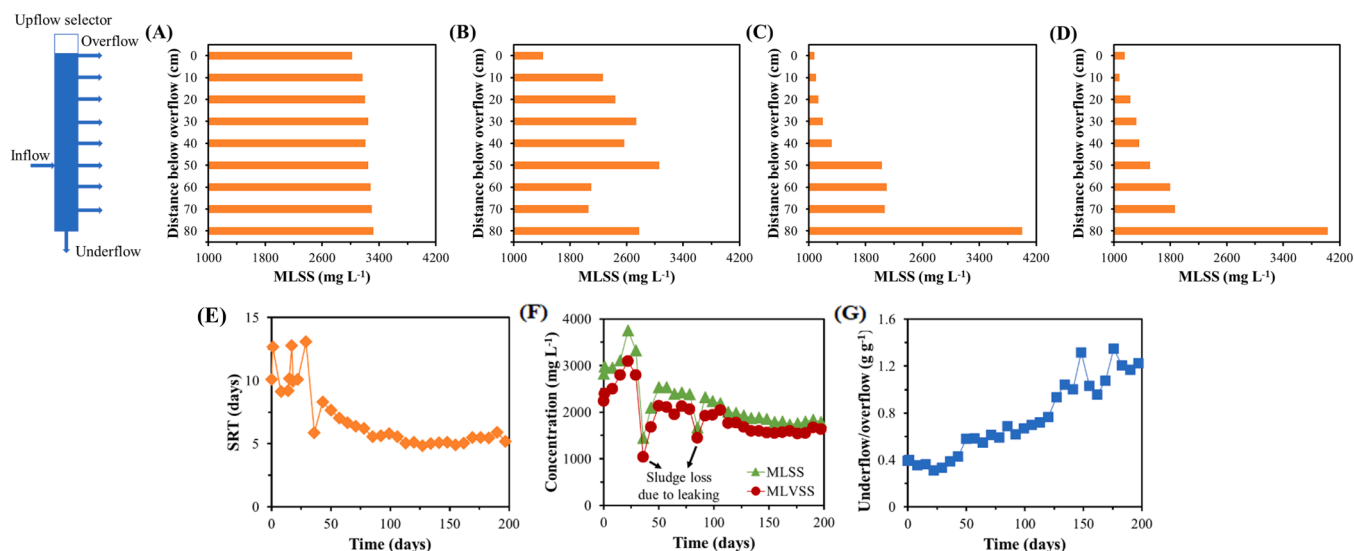 Upflow selector
Overflow
Inflow
Underflow
(A)
Distance below overflow (cm)
0
10
20
30
40
50
60
70
80
1000 1800 2600 3400 4200
MLSS (mg L-1)
(B)
Distance below overflow (cm)
0
10
20
30
40
50
60
70
80
1000 1800 2600 3400 4200
MLSS (mg L-1)
(C)
Distance below overflow (cm)
0
10
20
30
40
50
60
70
80
1000 1800 2600 3400 4200
MLSS (mg L-1)
(D)
Distance below overflow (cm)
0
10
20
30
40
50
60
70
80
1000 1800 2600 3400 4200
MLSS (mg L-1)
(E)
SRT (days)
15
10
5
0
0 50 100 150 200
Time (days)
(F)
Concentration (mg L-1)
4000
3000
2000
1000
0
Sludge loss
due to leaking
MLSS
MLVSS
0 50 100 150 200
Time (days)
(G)
Underflow/overflow (g g-1)
1.6
1.2
0.8
0.4
0
0 50 100 150 200
Time (days)